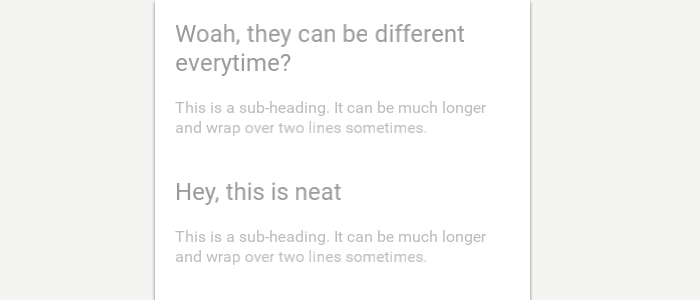 Woah, they can be different
everytime?
This is a sub-heading. It can be much longer
and wrap over two lines sometimes.
Hey, this is neat
This is a sub-heading. It can be much longer
and wrap over two lines sometimes.